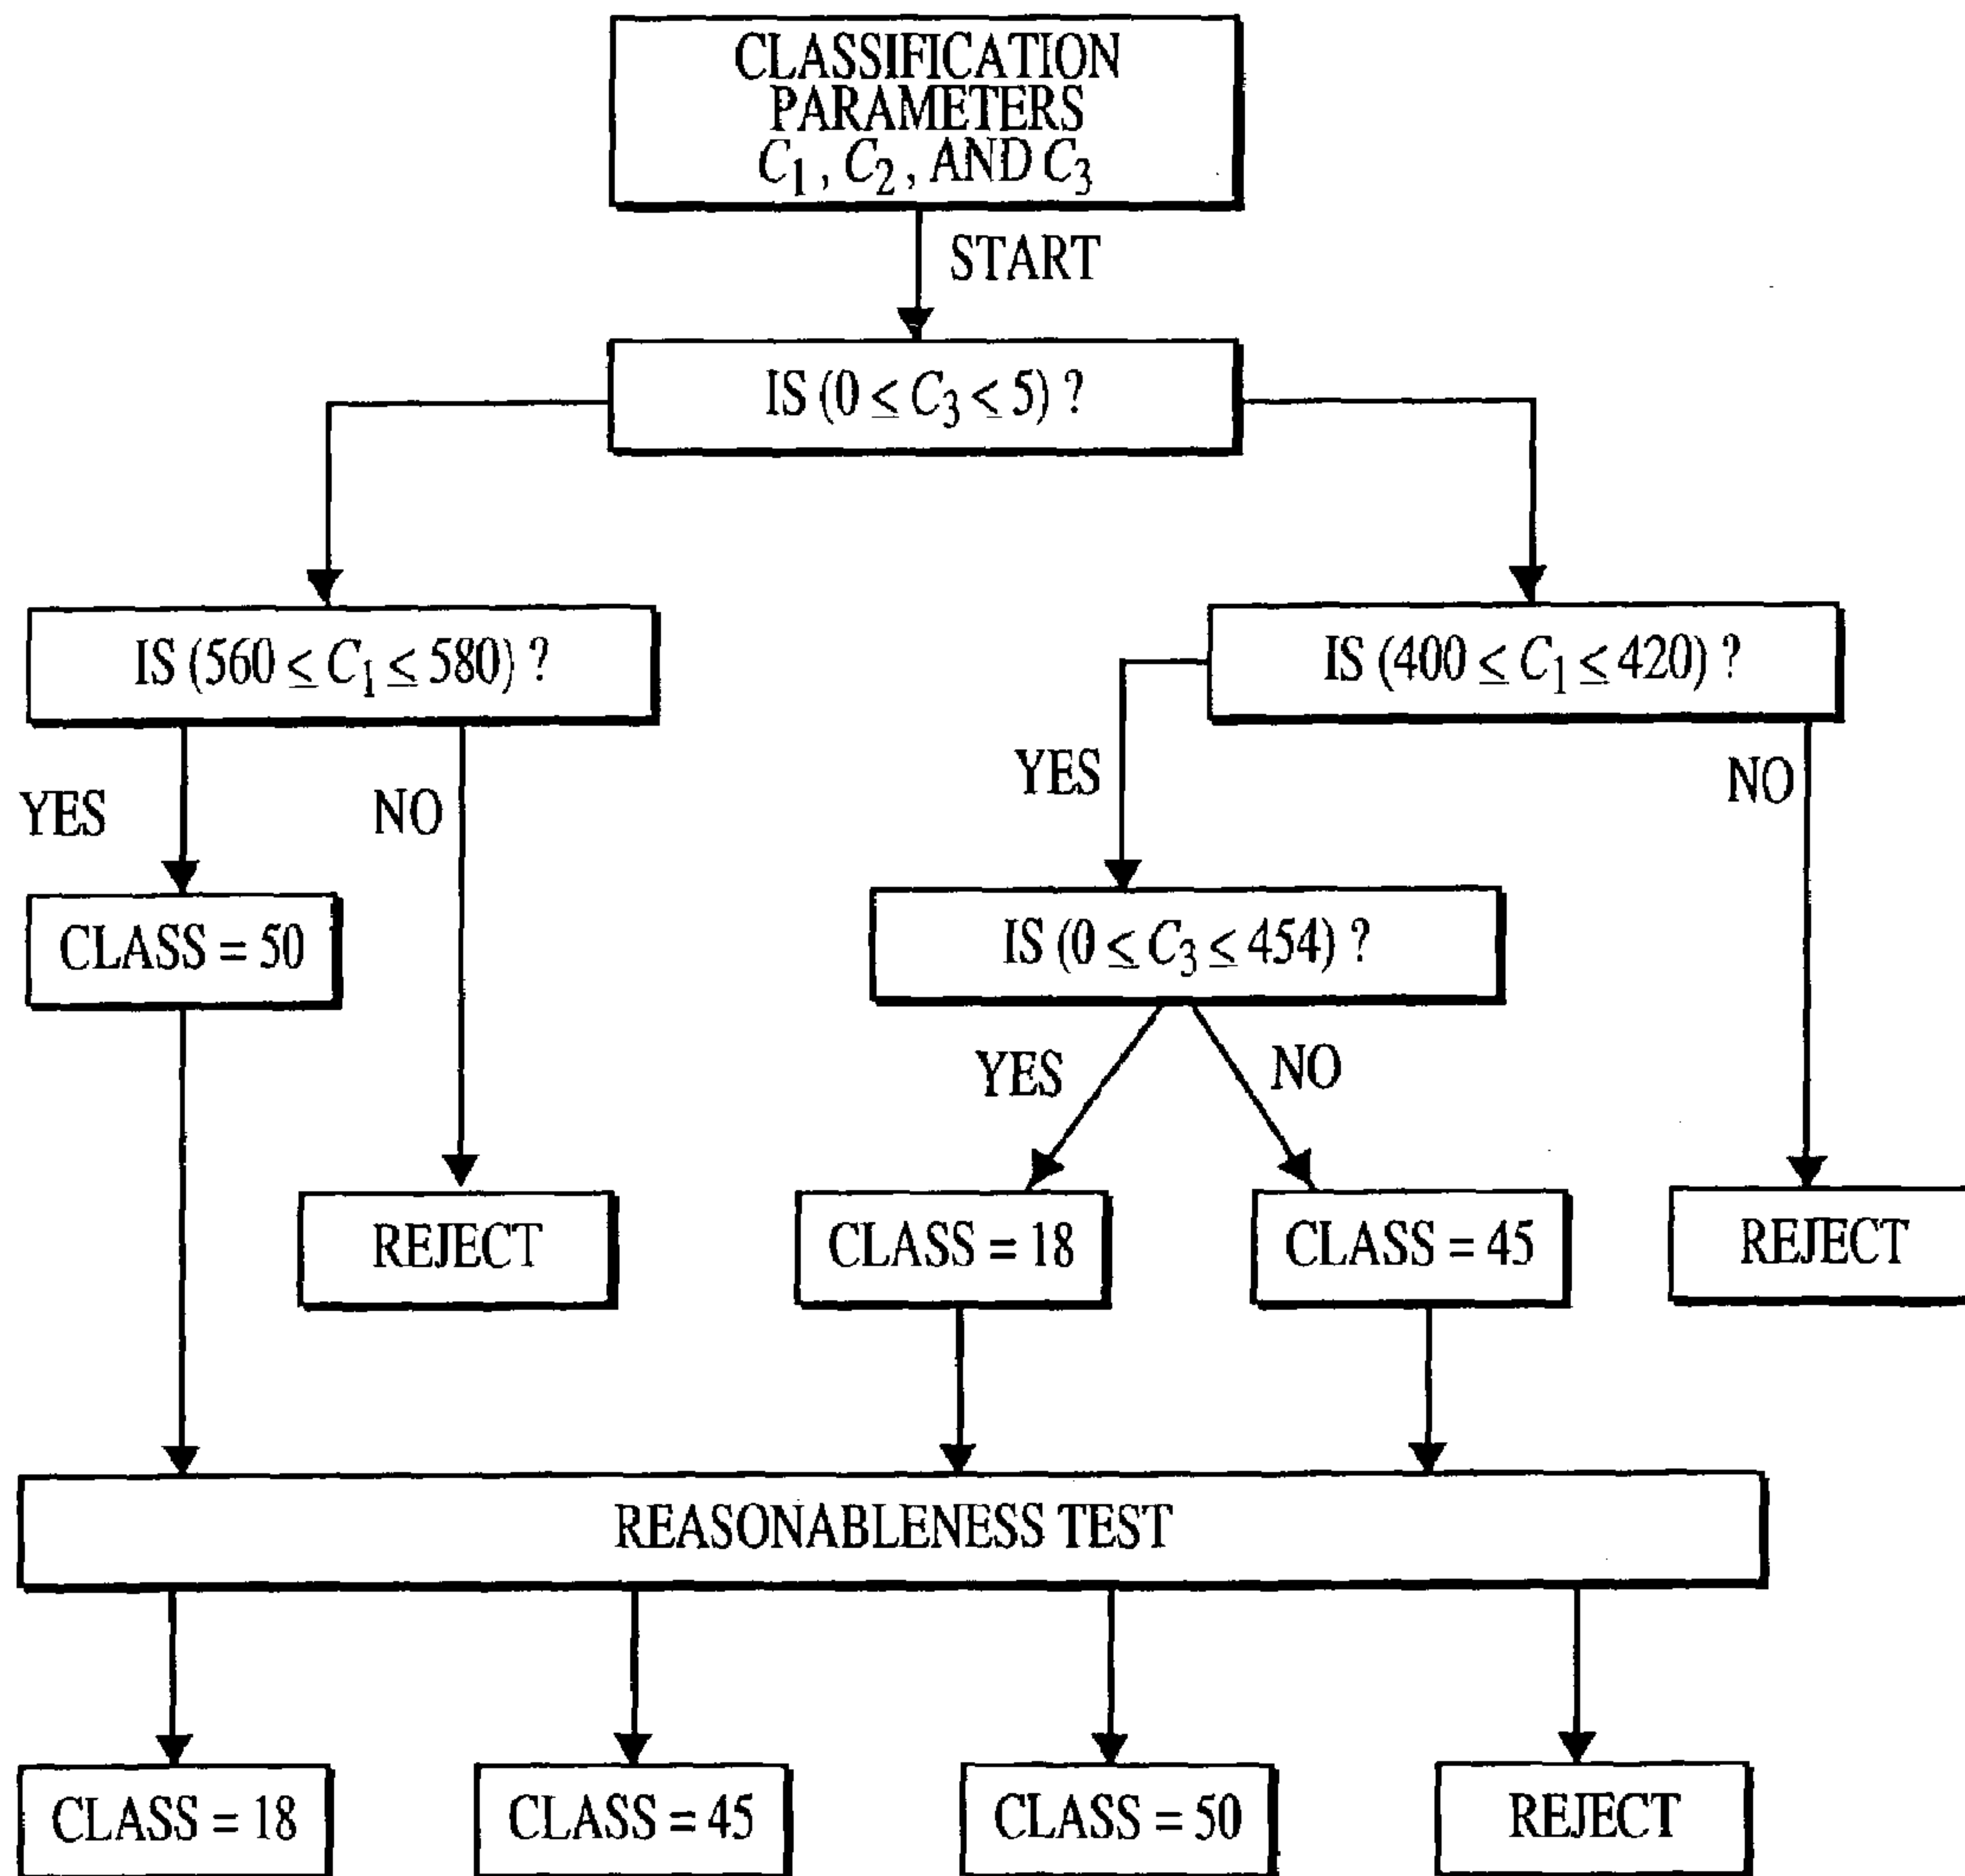 CLASSIFICATION
PARAMETERS
C₁, C₂, AND C₃
START
IS (0 ≤ C₃ < 5) ?
IS (560 ≤ C₁ ≤ 580) ?
IS (400 ≤ C₁ ≤ 420) ?
YES
NO
YES
NO
CLASS = 50
IS (0 ≤ C₃ ≤ 454) ?
YES
NO
REJECT
CLASS = 18
CLASS = 45
REJECT
REASONABLENESS TEST
CLASS = 18
CLASS = 45
CLASS = 50
REJECT